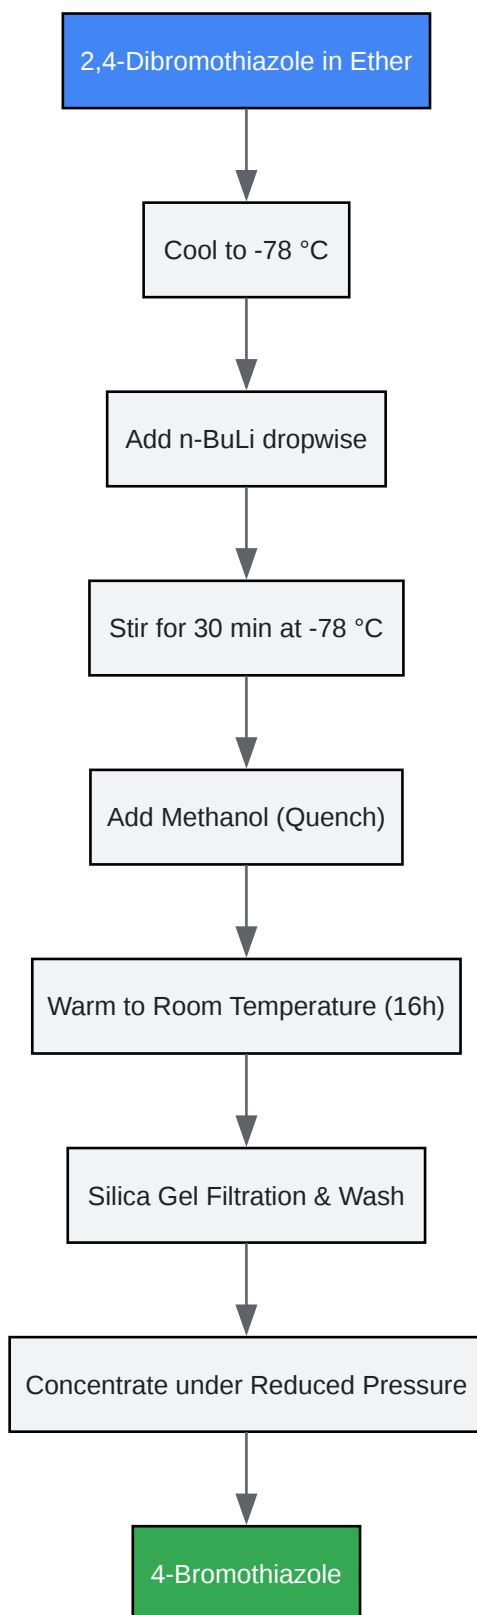 2,4-Dibromothiazole in Ether
Cool to -78 °C
Add n-BuLi dropwise
Stir for 30 min at -78 °C
Add Methanol (Quench)
Warm to Room Temperature (16h)
Silica Gel Filtration & Wash
Concentrate under Reduced Pressure
4-Bromothiazole